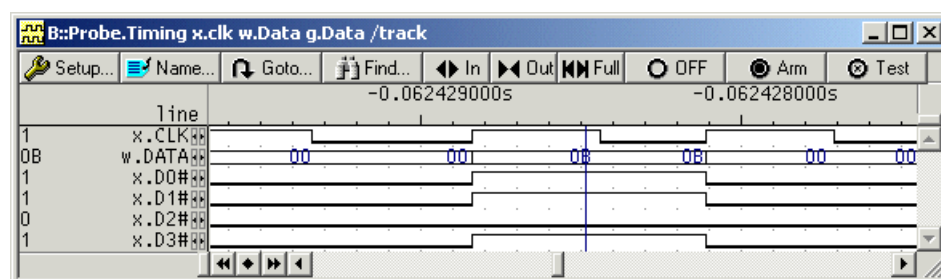 B::Probe.Timing x.clk w.Data g.Data /track
Setup... Name... Goto... Find... In Out Full OFF Arm Test
-0.062429000s -0.062428000s
line
1 x.CLK
0B w.DATA 00 00 0B 0B 00 00
1 x.D0#
1 x.D1#
0 x.D2#
1 x.D3#